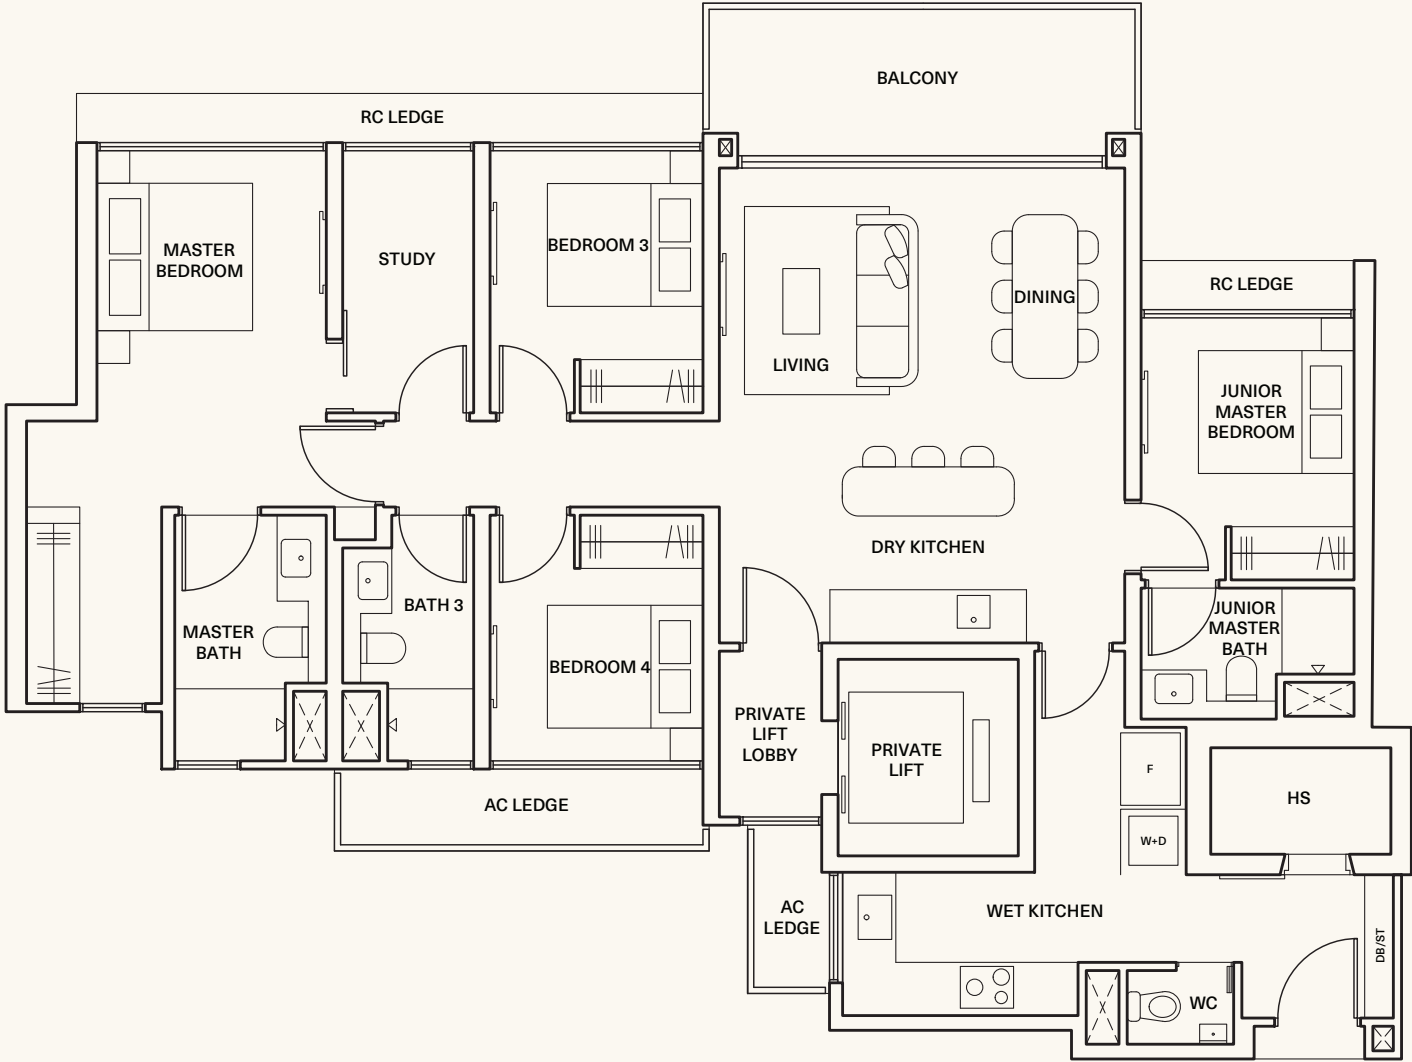 BALCONY
RC LEDGE
MASTER
BEDROOM
STUDY
BEDROOM 3
LIVING
DINING
RC LEDGE
JUNIOR
MASTER
BEDROOM
DRY KITCHEN
MASTER
BATH
BATH 3
BEDROOM 4
JUNIOR
MASTER
BATH
PRIVATE
LIFT
LOBBY
PRIVATE
LIFT
F
W+D
HS
AC LEDGE
AC
LEDGE
WET KITCHEN
DB/ST
WC